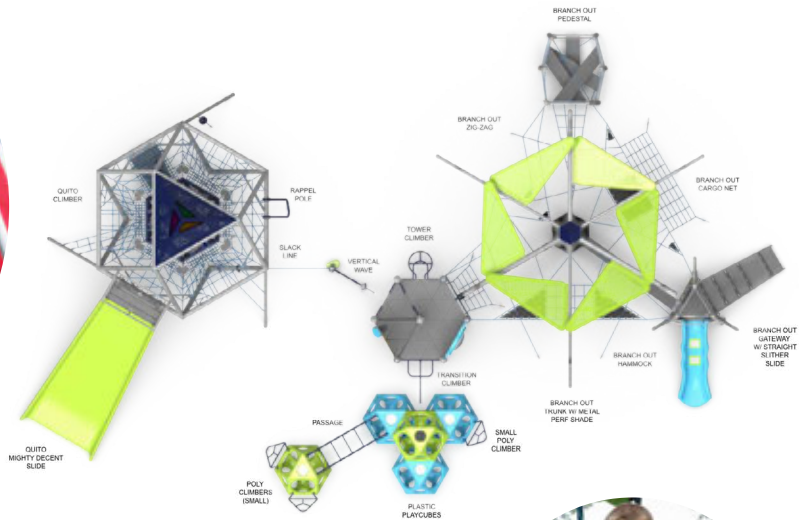 BRANCH OUT
PEDESTAL
BRANCH OUT
ZIG-ZAG
BRANCH OUT
CARGO NET
QUITO
CLIMBER
RAPPEL
POLE
SLACK
LINE
TOWER
CLIMBER
VERTICAL
WAVE
BRANCH OUT
GATEWAY
W/ STRAIGHT
SLITHER
SLIDE
BRANCH OUT
HAMMOCK
TRANSITION
CLIMBER
BRANCH OUT
TRUNK W/ METAL
PERF SHADE
PASSAGE
SMALL
POLY
CLIMBER
QUITO
MIGHTY DECENT
SLIDE
POLY
CLIMBERS
(SMALL)
PLASTIC
PLAYCUBES